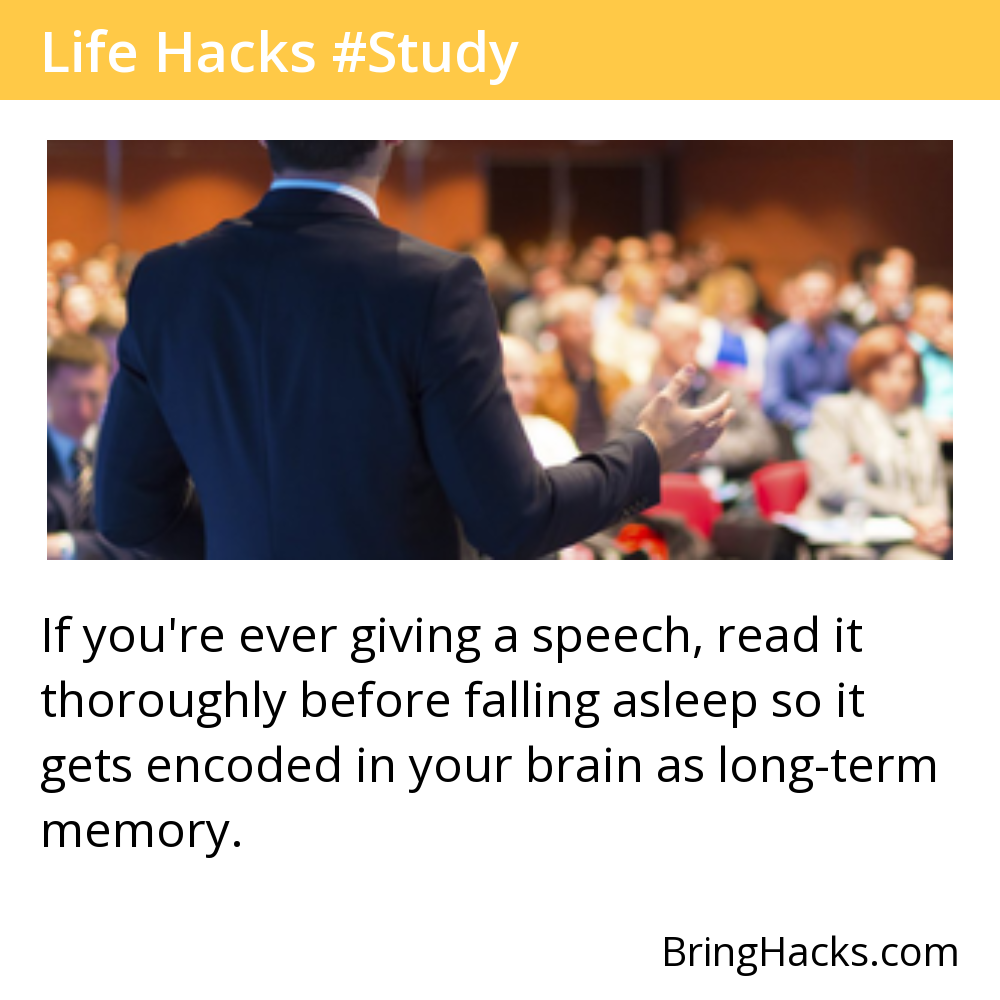 Life Hacks #Study
If you're ever giving a speech, read it
thoroughly before falling asleep so it
gets encoded in your brain as long-term
memory.
BringHacks.com